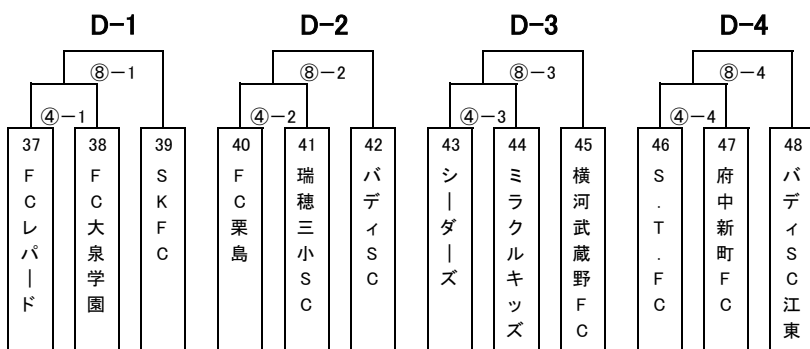 D-1
D-2
D-3
D-4
⑧-1
⑧-2
⑧-3
⑧-4
④-1
④-2
④-3
④-4
37
FCレパード
38
FC大泉学園
39
SKFC
40
FC栗島
41
瑞穂三小SC
42
バディSC
43
シーダーズ
44
ミラクルキッズ
45
横河武蔵野FC
46
S.T.FC
47
府中新町FC
48
バディSC江東